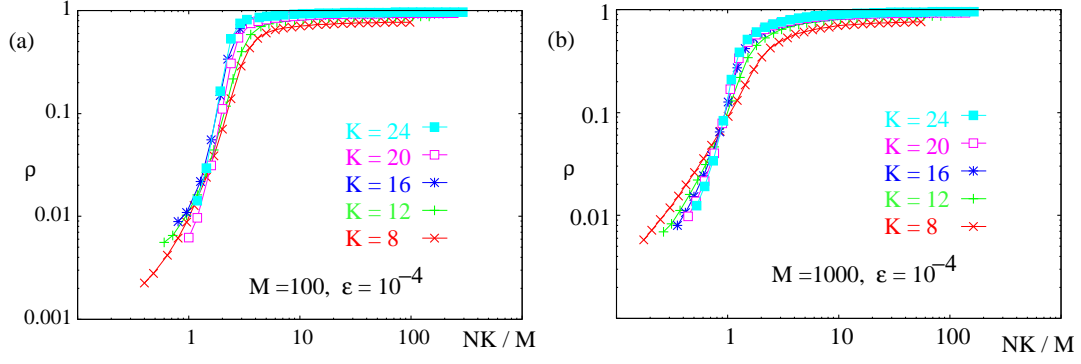 (a)
1
0.1
0.01
0.001
ρ
K = 24
K = 20
K = 16
K = 12
K = 8
M =100, ε = 10⁻⁴
1
10
100
NK / M
(b)
1
0.1
0.01
ρ
K = 24
K = 20
K = 16
K = 12
K = 8
M =1000, ε = 10⁻⁴
1
10
100
NK / M